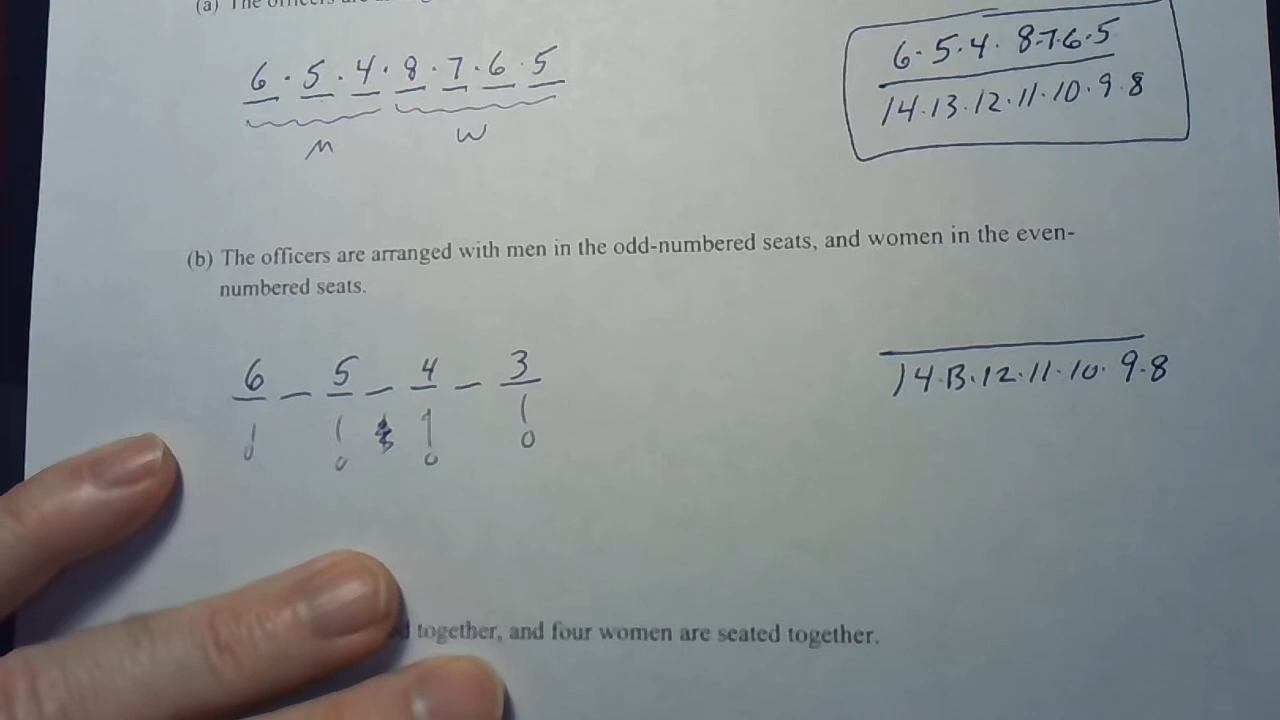 (a) The officers are
6 · 5 · 4 · 8 · 7 · 6 · 5
M W
6 · 5 · 4 · 8 · 7 · 6 · 5
14 · 13 · 12 · 11 · 10 · 9 · 8
(b) The officers are arranged with men in the odd-numbered seats, and women in the even-
numbered seats.
6 _ 5 _ 4 _ 3
14 · 13 · 12 · 11 · 10 · 9 · 8
O O O O
together, and four women are seated together.